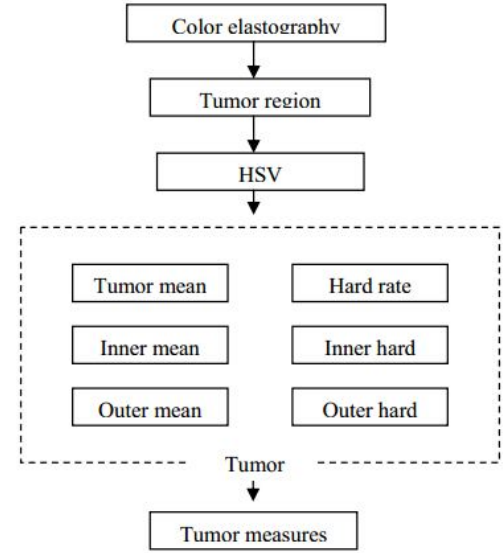 Color elastography
Tumor region
HSV
Tumor mean
Hard rate
Inner mean
Inner hard
Outer mean
Outer hard
Tumor
Tumor measures